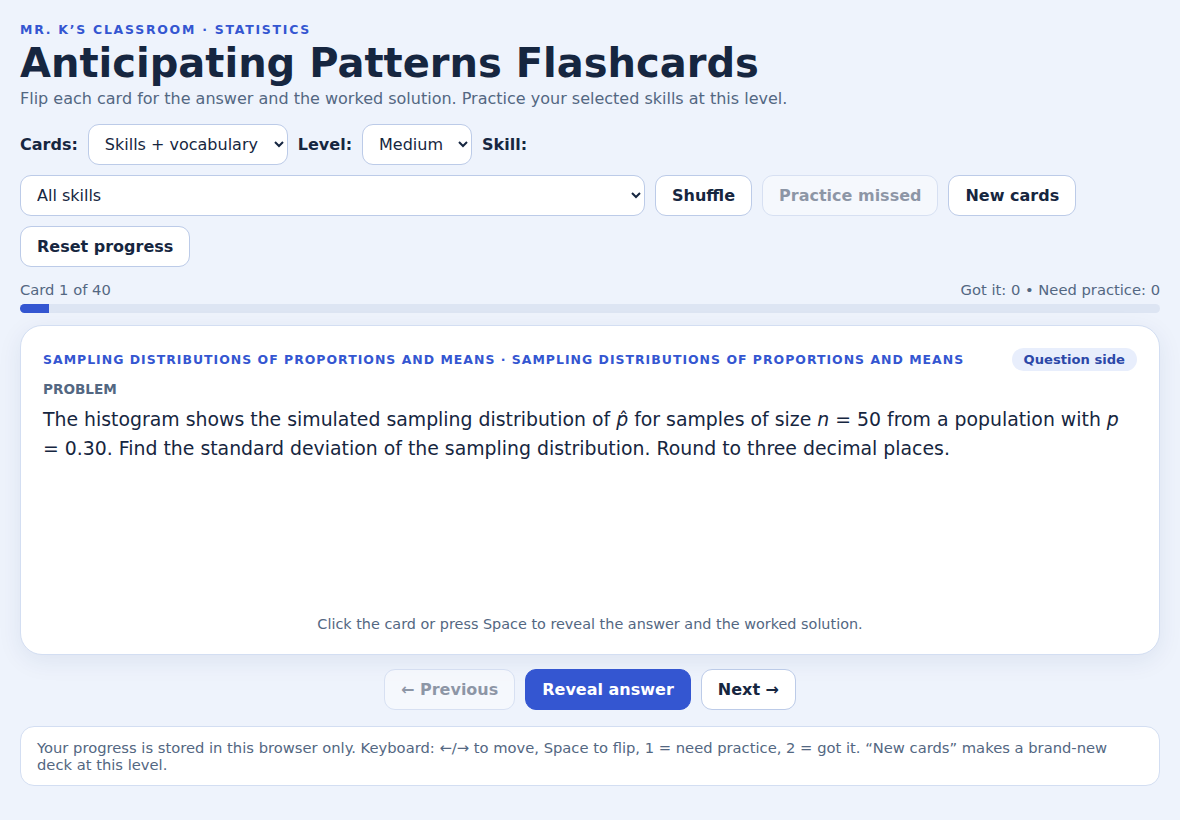 MR. K’S CLASSROOM · STATISTICS
Anticipating Patterns Flashcards
Flip each card for the answer and the worked solution. Practice your selected skills at this level.
Cards: Skills + vocabulary Level: Medium Skill:
All skills Shuffle Practice missed New cards
Reset progress
Card 1 of 40 Got it: 0 • Need practice: 0
SAMPLING DISTRIBUTIONS OF PROPORTIONS AND MEANS · SAMPLING DISTRIBUTIONS OF PROPORTIONS AND MEANS Question side
PROBLEM
The histogram shows the simulated sampling distribution of p̂ for samples of size n = 50 from a population with p
= 0.30. Find the standard deviation of the sampling distribution. Round to three decimal places.
Click the card or press Space to reveal the answer and the worked solution.
← Previous Reveal answer Next →
Your progress is stored in this browser only. Keyboard: ←/→ to move, Space to flip, 1 = need practice, 2 = got it. “New cards” makes a brand-new
deck at this level.